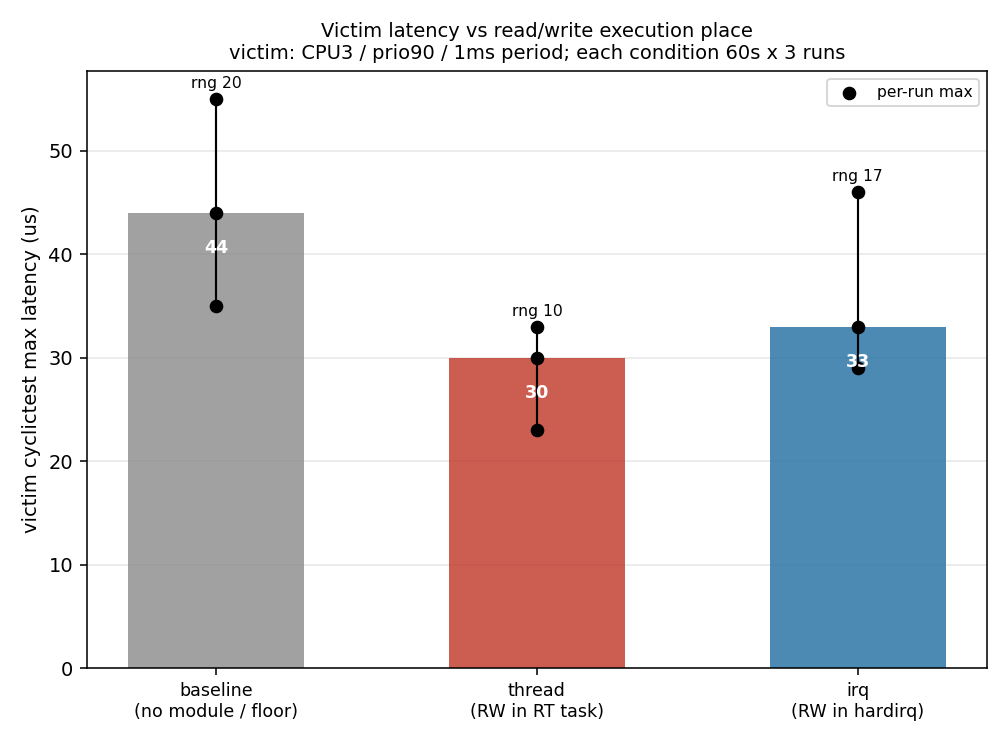 Victim latency vs read/write execution place
victim: CPU3 / prio90 / 1ms period; each condition 60s x 3 runs
per-run max
victim cyclictest max latency (us)
50
40
30
20
10
0
rng 20
44
rng 10
30
rng 17
33
baseline
(no module / floor)
thread
(RW in RT task)
irq
(RW in hardirq)